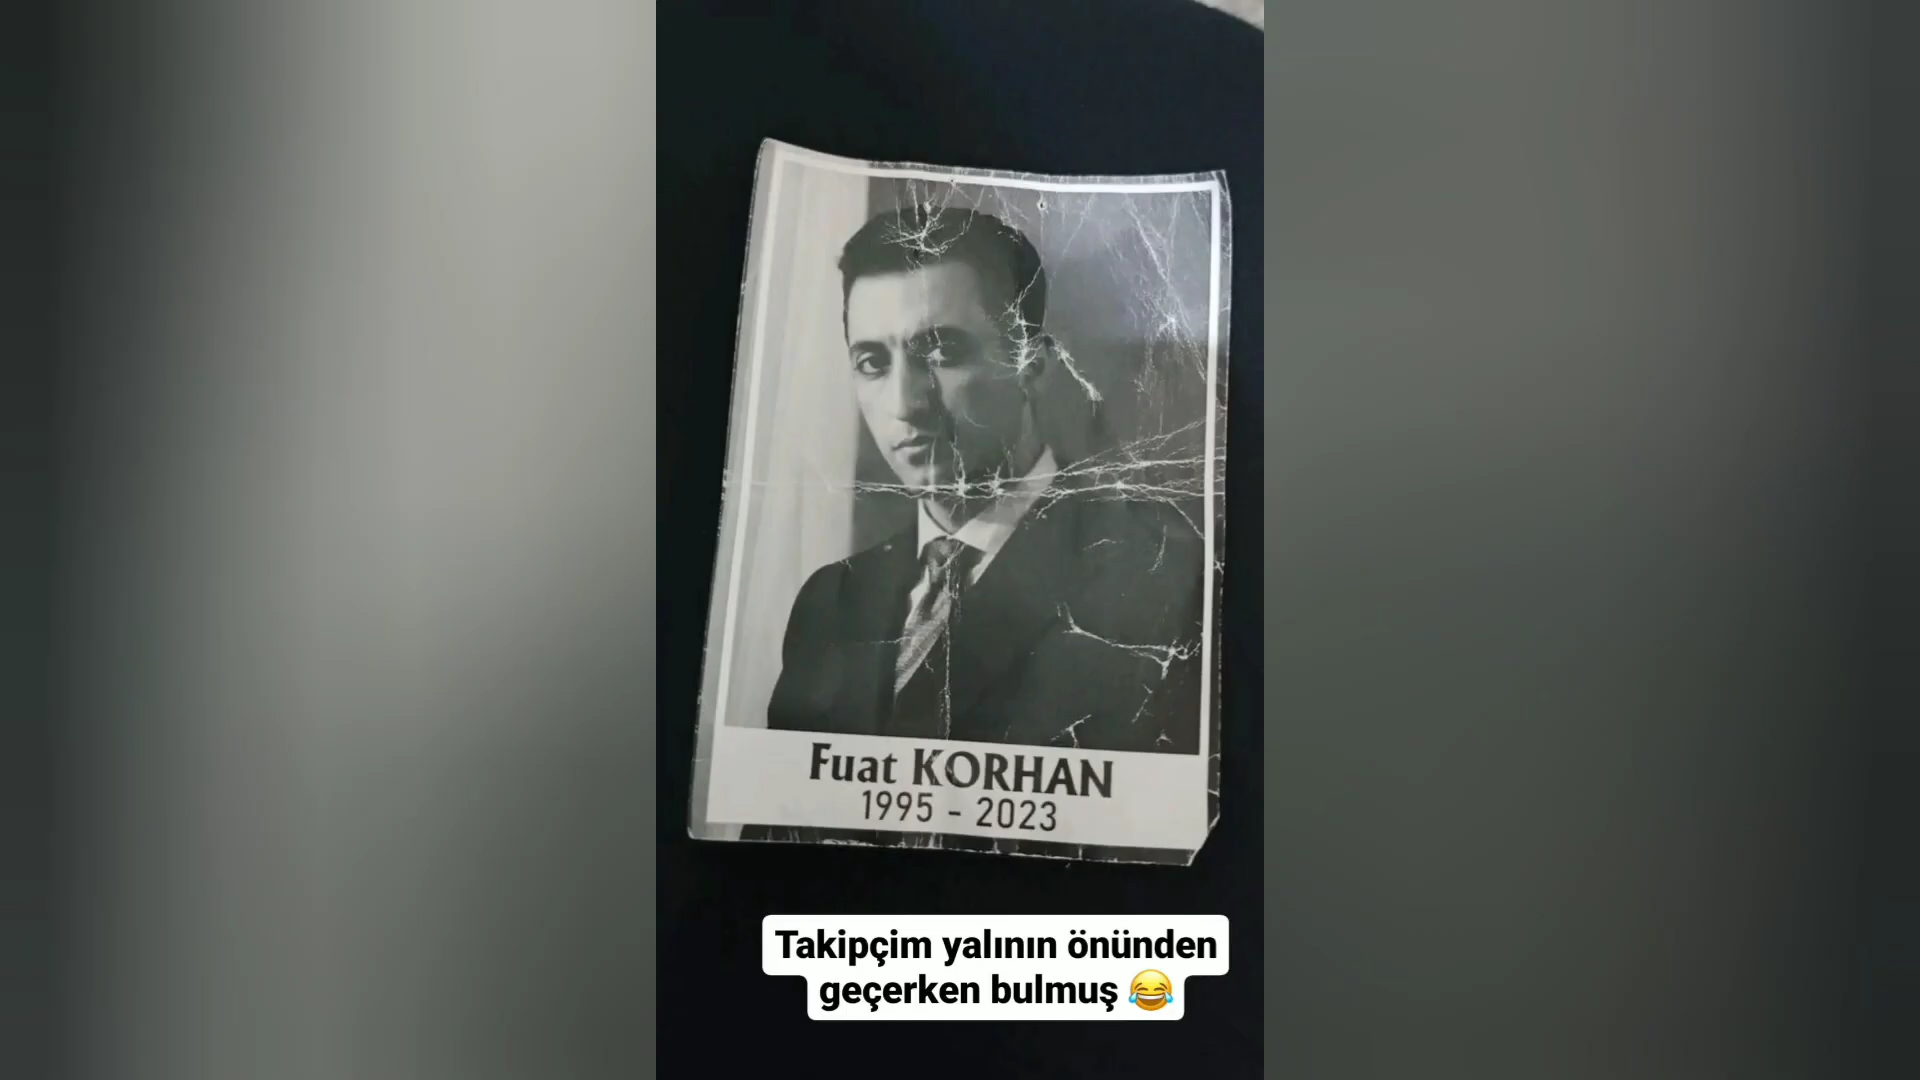 Fuat KORHAN
1995 - 2023
Takipçim yalının önünden
geçerken bulmuş 😂